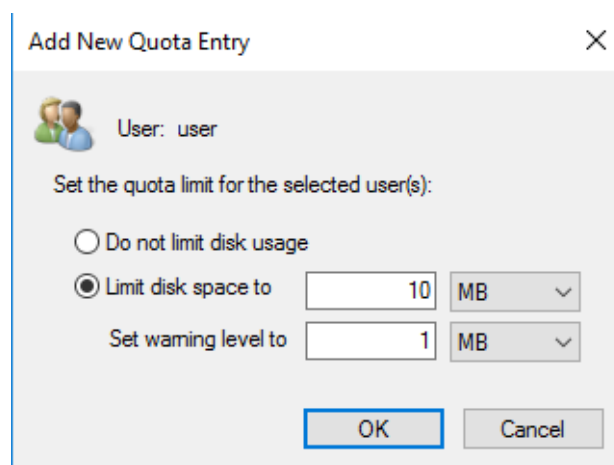 Add New Quota Entry
User: user
Set the quota limit for the selected user(s):
Do not limit disk usage
Limit disk space to 10 MB
Set warning level to 1 MB
OK Cancel